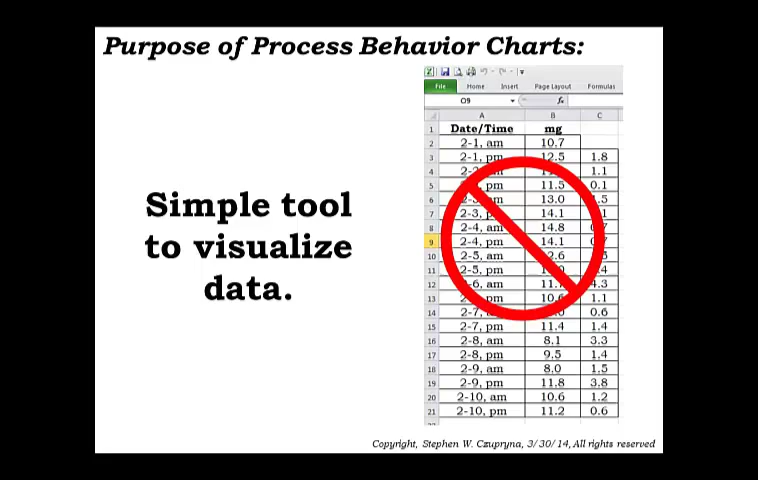 Purpose of Process Behavior Charts:
Simple tool
to visualize
data.
File Home Insert Page Layout Formulas
O9 fx
A B C
1 Date/Time mg
2 2-1, am 10.7
3 2-1, pm 12.5 1.8
4 1.1
5 pm 11.5 0.1
6 13.0
7 2-3, 14.1
8 2-4, am 14.8
9 2-4, pm 14.1
10 2-5, am
11 2-5, pm
12 am 4.3
13 pm 1.1
14 2-7, 0.6
15 2-7, pm 11.4 1.4
16 2-8, am 8.1 3.3
17 2-8, pm 9.5 1.4
18 2-9, am 8.0 1.5
19 2-9, pm 11.8 3.8
20 2-10, am 10.6 1.2
21 2-10, pm 11.2 0.6
Copyright, Stephen W. Czupryna, 3/30/14, All rights reserved